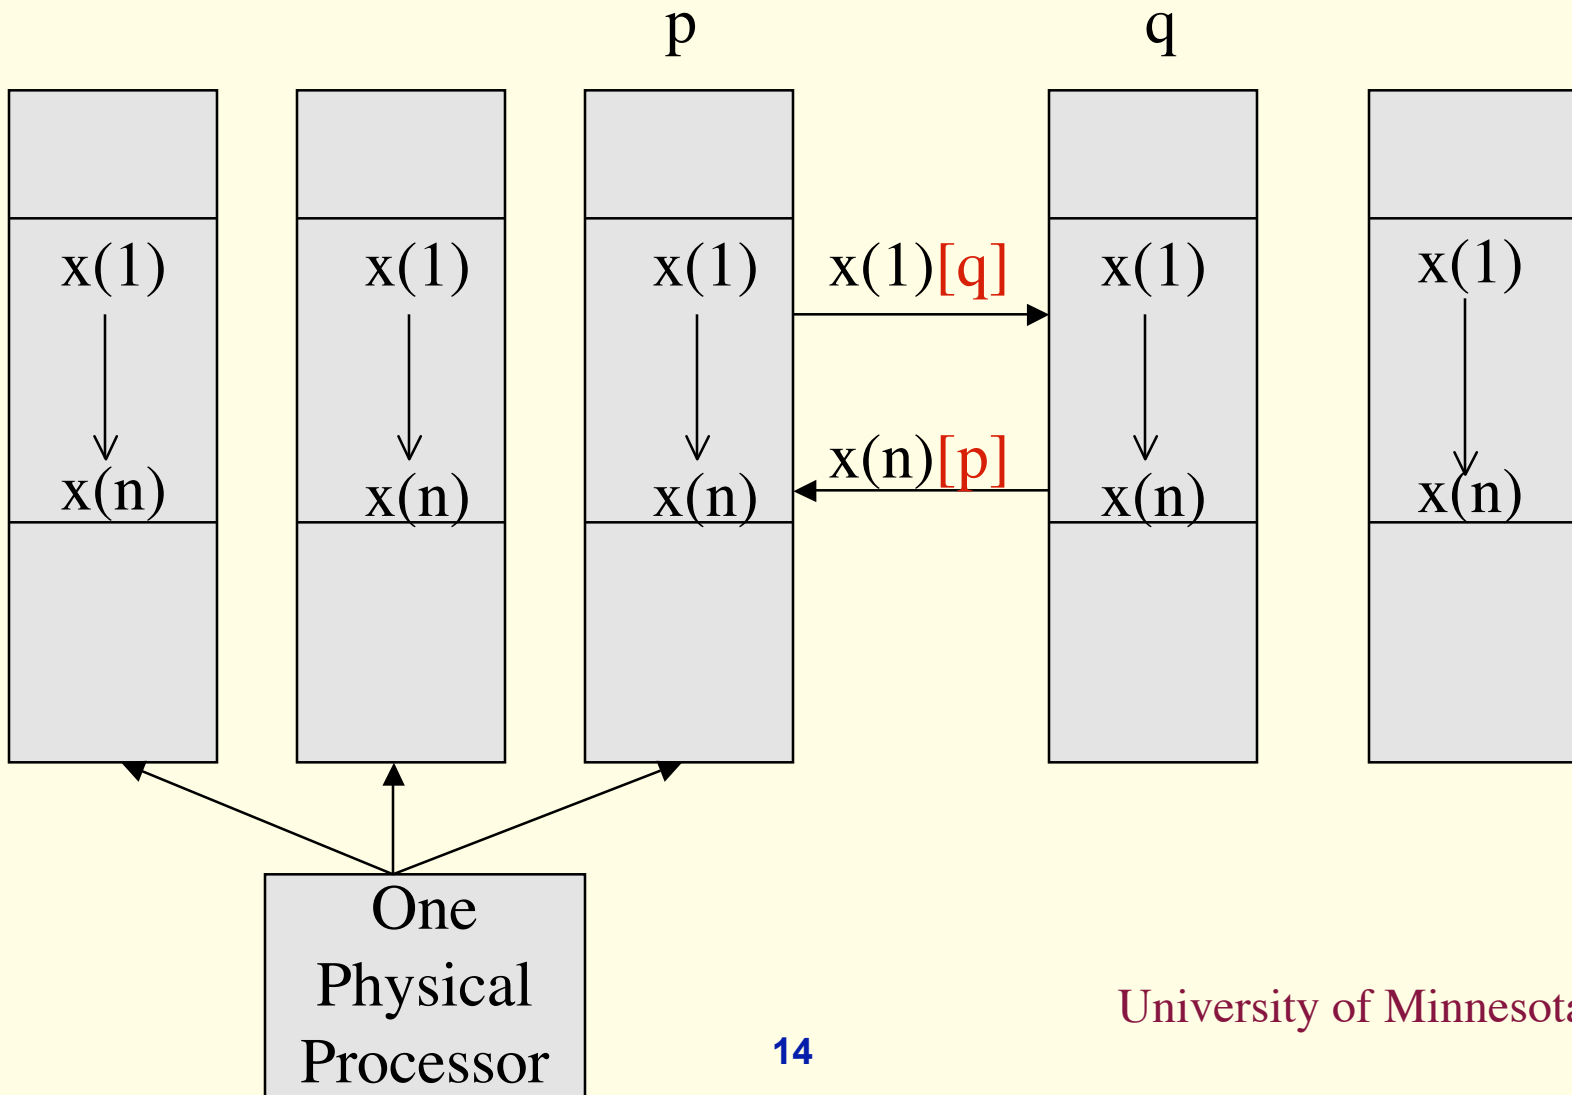 p q
x(1) x(1) x(1) x(1)[q] x(1) x(1)
x(n) x(n) x(n) x(n)[p] x(n) x(n)
One
Physical
Processor
14
University of Minnesota